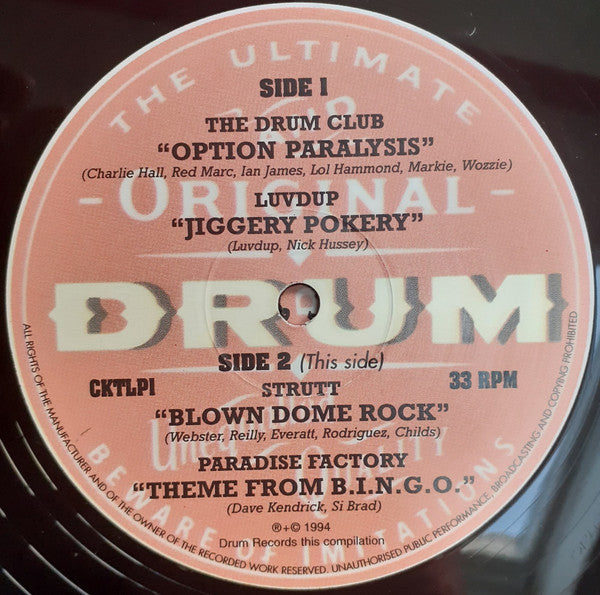 THE ULTIMATE
AND
- ORIGINAL -
DRUM
BEWARE OF IMITATIONS
SIDE 1
THE DRUM CLUB
"OPTION PARALYSIS"
(Charlie Hall, Red Marc, Ian James, Lol Hammond, Markie, Wozzie)
LUVDUP
"JIGGERY POKERY"
(Luvdup, Nick Hussey)
SIDE 2 (This side)
CKTLP1
33 RPM
STRUTT
"BLOWN DOME ROCK"
(Webster, Reilly, Everatt, Rodriguez, Childs)
PARADISE FACTORY
"THEME FROM B.I.N.G.O."
(Dave Kendrick, Si Brad)
℗+© 1994
Drum Records this compilation
ALL RIGHTS OF THE MANUFACTURER AND OF THE OWNER OF THE RECORDED WORK RESERVED. UNAUTHORISED PUBLIC PERFORMANCE, BROADCASTING AND COPYING PROHIBITED